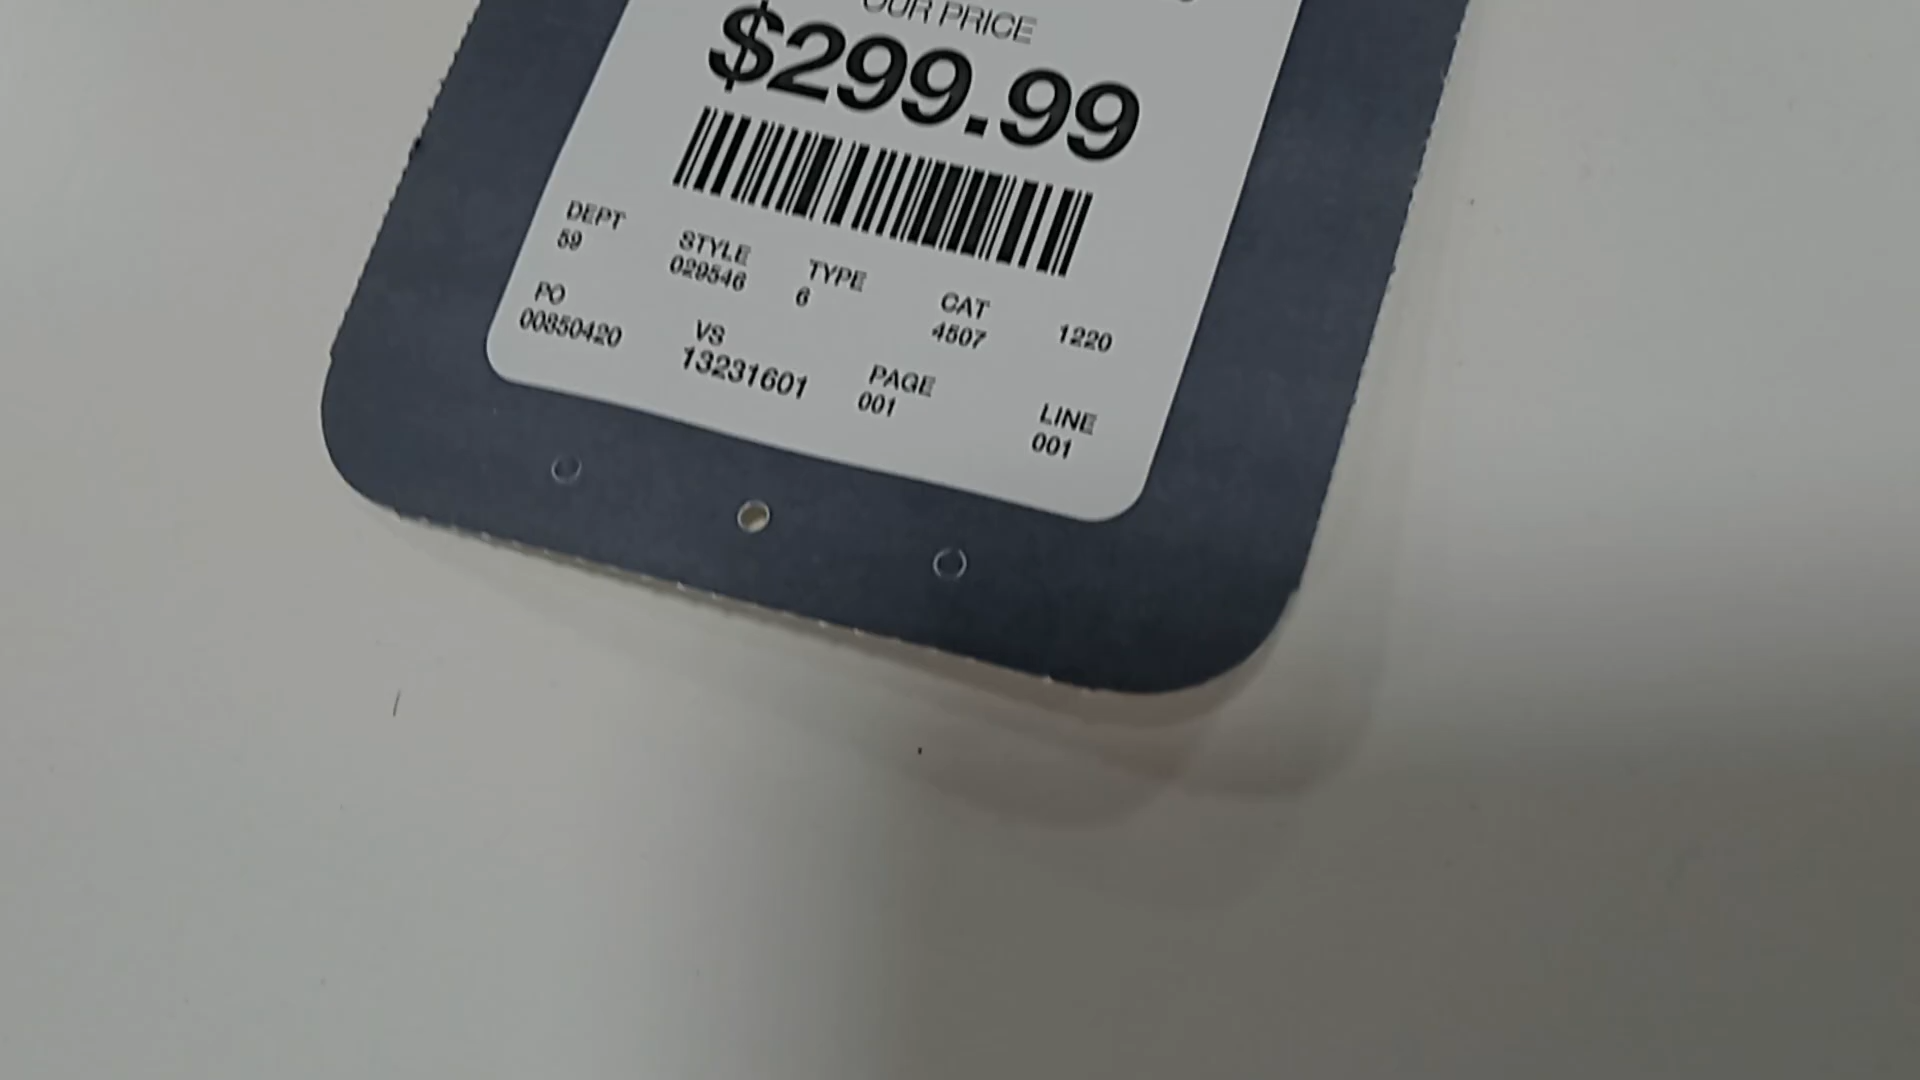 OUR PRICE
$299.99
DEPT STYLE TYPE CAT
59 029546 6 4507 1220
PO VS PAGE LINE
00850420 13231601 001 001